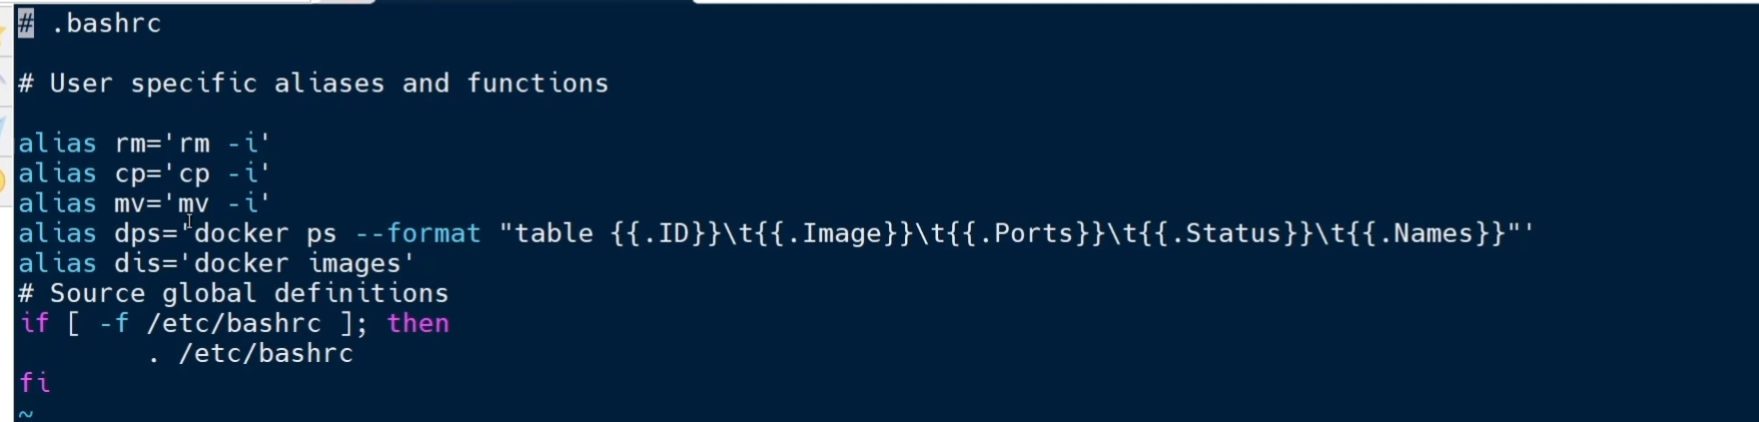 # .bashrc
# User specific aliases and functions
alias rm='rm -i'
alias cp='cp -i'
alias mv='mv -i'
alias dps='docker ps --format "table {{.ID}}\t{{.Image}}\t{{.Ports}}\t{{.Status}}\t{{.Names}}"'
alias dis='docker images'
# Source global definitions
if [ -f /etc/bashrc ]; then
        . /etc/bashrc
fi
~